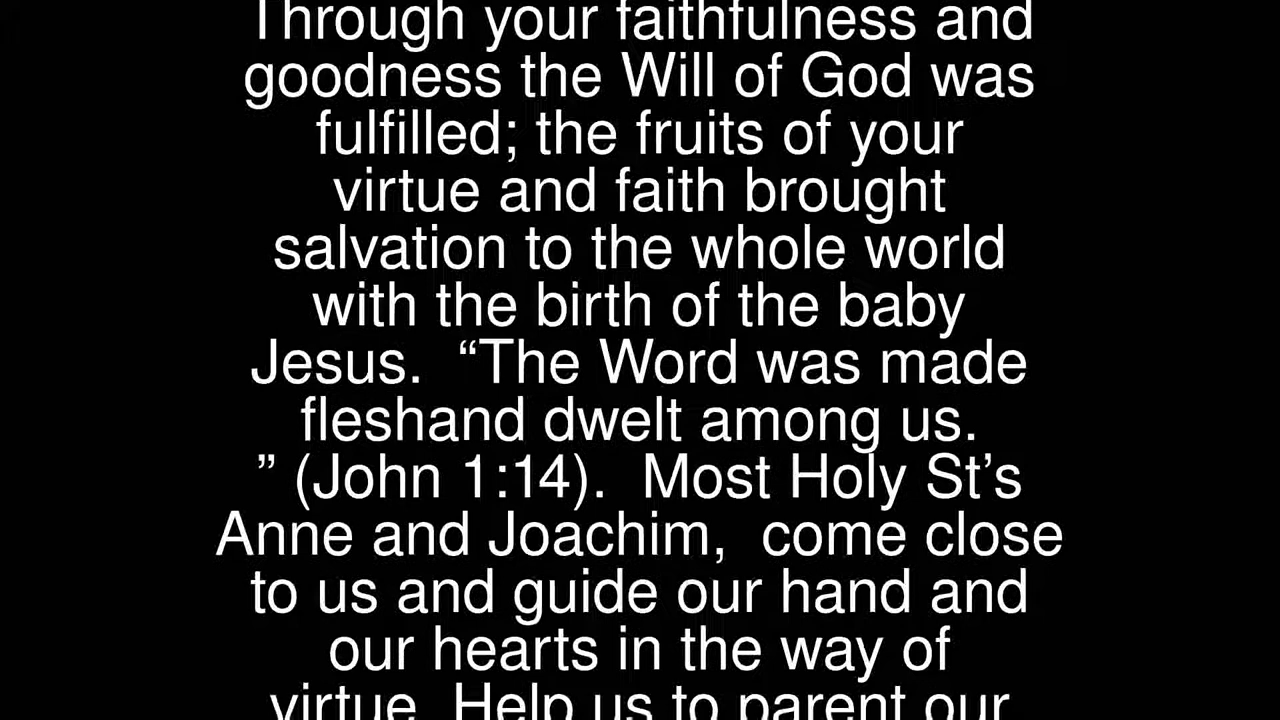 Through your faithfulness and
goodness the Will of God was
fulfilled; the fruits of your
virtue and faith brought
salvation to the whole world
with the birth of the baby
Jesus.  “The Word was made
fleshand dwelt among us.
” (John 1:14).  Most Holy St’s
Anne and Joachim,  come close
to us and guide our hand and
our hearts in the way of
virtue  Help us to parent our